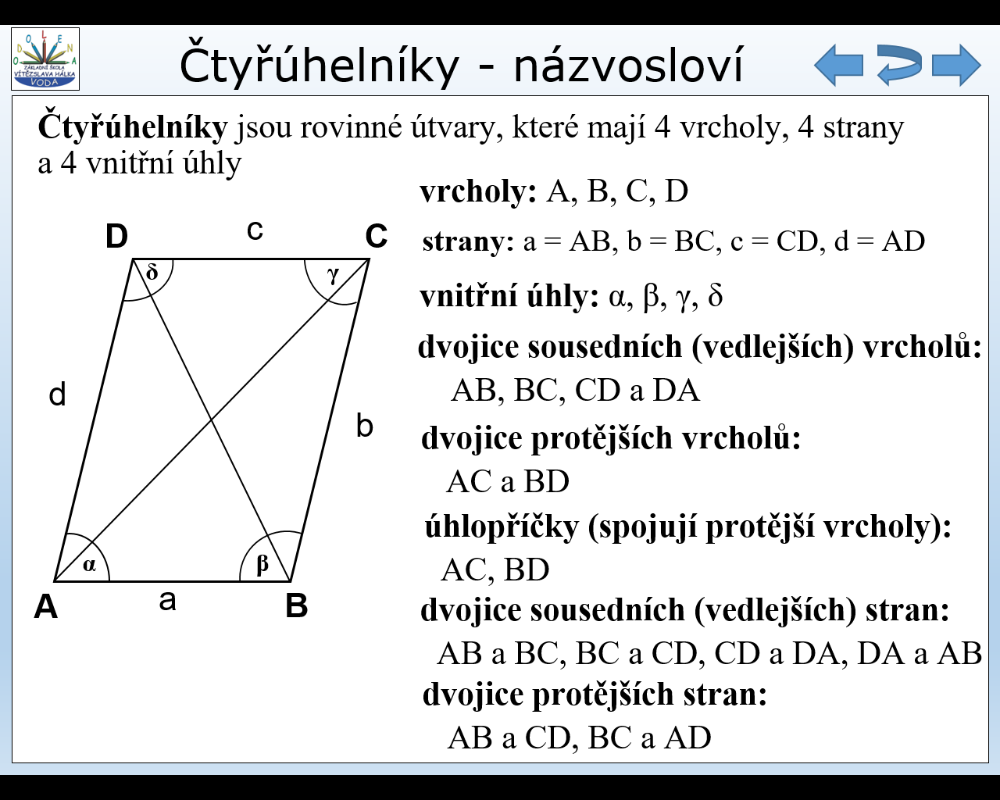 DOLENA
ZÁKLADNÍ ŠKOLA
VÍTĚZSLAVA HÁLKA
VODA
Čtyřúhelníky - názvosloví
Čtyřúhelníky jsou rovinné útvary, které mají 4 vrcholy, 4 strany
a 4 vnitřní úhly
vrcholy: A, B, C, D
strany: a = AB, b = BC, c = CD, d = AD
vnitřní úhly: α, β, γ, δ
dvojice sousedních (vedlejších) vrcholů:
AB, BC, CD a DA
dvojice protějších vrcholů:
AC a BD
úhlopříčky (spojují protější vrcholy):
AC, BD
dvojice sousedních (vedlejších) stran:
AB a BC, BC a CD, CD a DA, DA a AB
dvojice protějších stran:
AB a CD, BC a AD
D c C
δ γ
d
b
α β
A a B